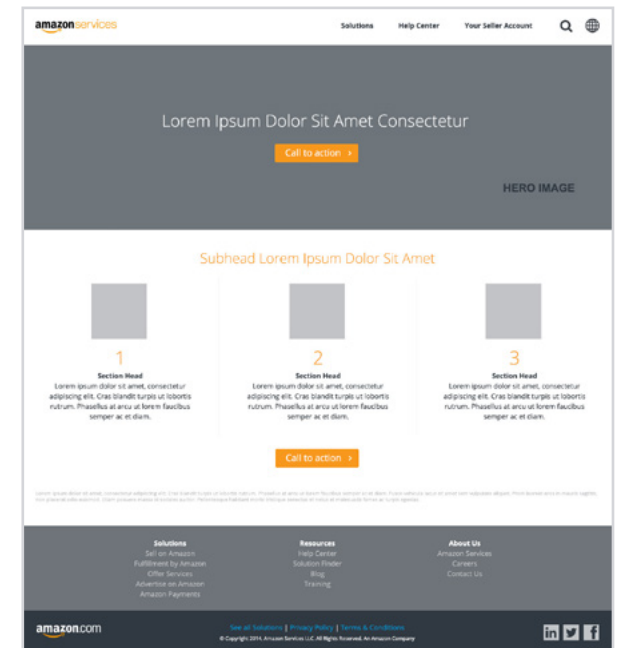 amazonservices
Solutions Help Center Your Seller Account
Lorem Ipsum Dolor Sit Amet Consectetur
Call to action ›
HERO IMAGE
Subhead Lorem Ipsum Dolor Sit Amet
1
Section Head
Lorem ipsum dolor sit amet, consectetur
adipiscing elit. Cras blandit turpis ut lobortis
rutrum. Phasellus at arcu ut lorem faucibus
semper ac et diam.
2
Section Head
Lorem ipsum dolor sit amet, consectetur
adipiscing elit. Cras blandit turpis ut lobortis
rutrum. Phasellus at arcu ut lorem faucibus
semper ac et diam.
3
Section Head
Lorem ipsum dolor sit amet, consectetur
adipiscing elit. Cras blandit turpis ut lobortis
rutrum. Phasellus at arcu ut lorem faucibus
semper ac et diam.
Call to action ›
Solutions
Sell on Amazon
Fulfillment by Amazon
Offer Services
Advertise on Amazon
Amazon Payments
Resources
Help Center
Solution Finder
Blog
Training
About Us
Amazon Services
Careers
Contact Us
amazon.com
See all Solutions | Privacy Policy | Terms & Conditions
© Copyright 2014, Amazon Services LLC. All Rights Reserved. An Amazon Company